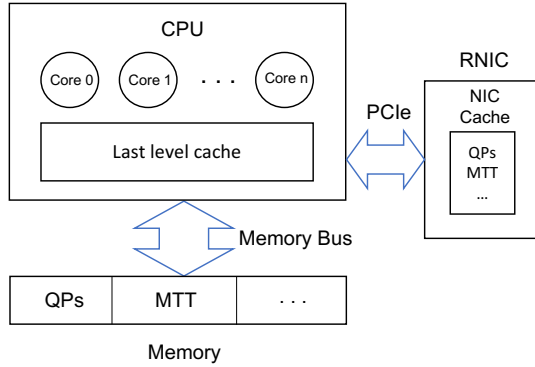 CPU
Core 0
Core 1
. . .
Core n
Last level cache
PCIe
RNIC
NIC
Cache
QPs
MTT
...
Memory Bus
QPs
MTT
. . .
Memory